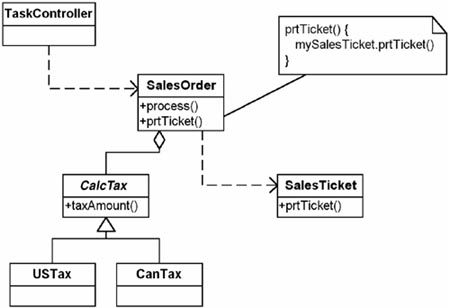 TaskController
prtTicket() {
mySalesTicket.prtTicket()
}
SalesOrder
+process()
+prtTicket()
CalcTax
+taxAmount()
SalesTicket
+prtTicket()
USTax
CanTax